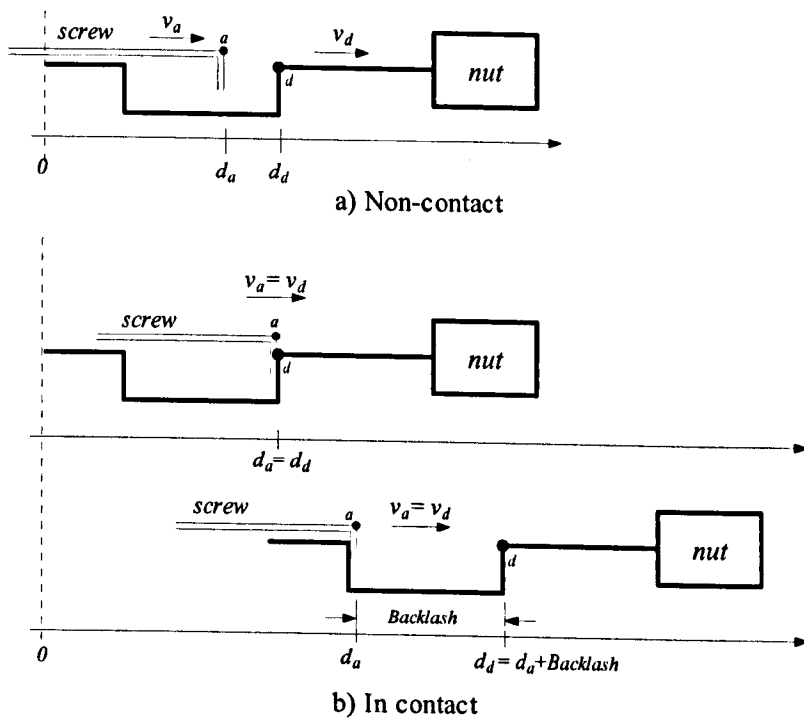 screw
v_a
a
v_d
d
nut
0
d_a
d_d
a) Non-contact
v_a = v_d
screw
a
d
nut
d_a = d_d
screw
a
v_a = v_d
d
nut
Backlash
0
d_a
d_d = d_a + Backlash
b) In contact